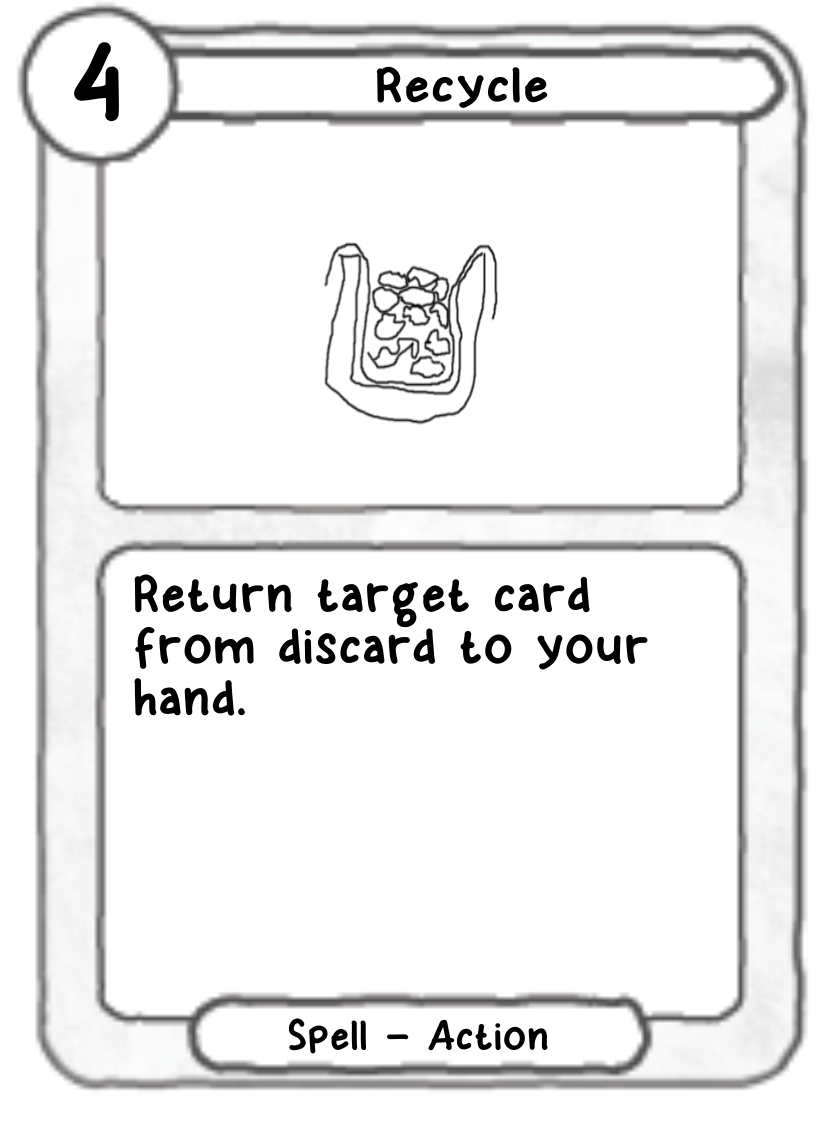 4
Recycle
Return target card
from discard to your
hand.
Spell – Action